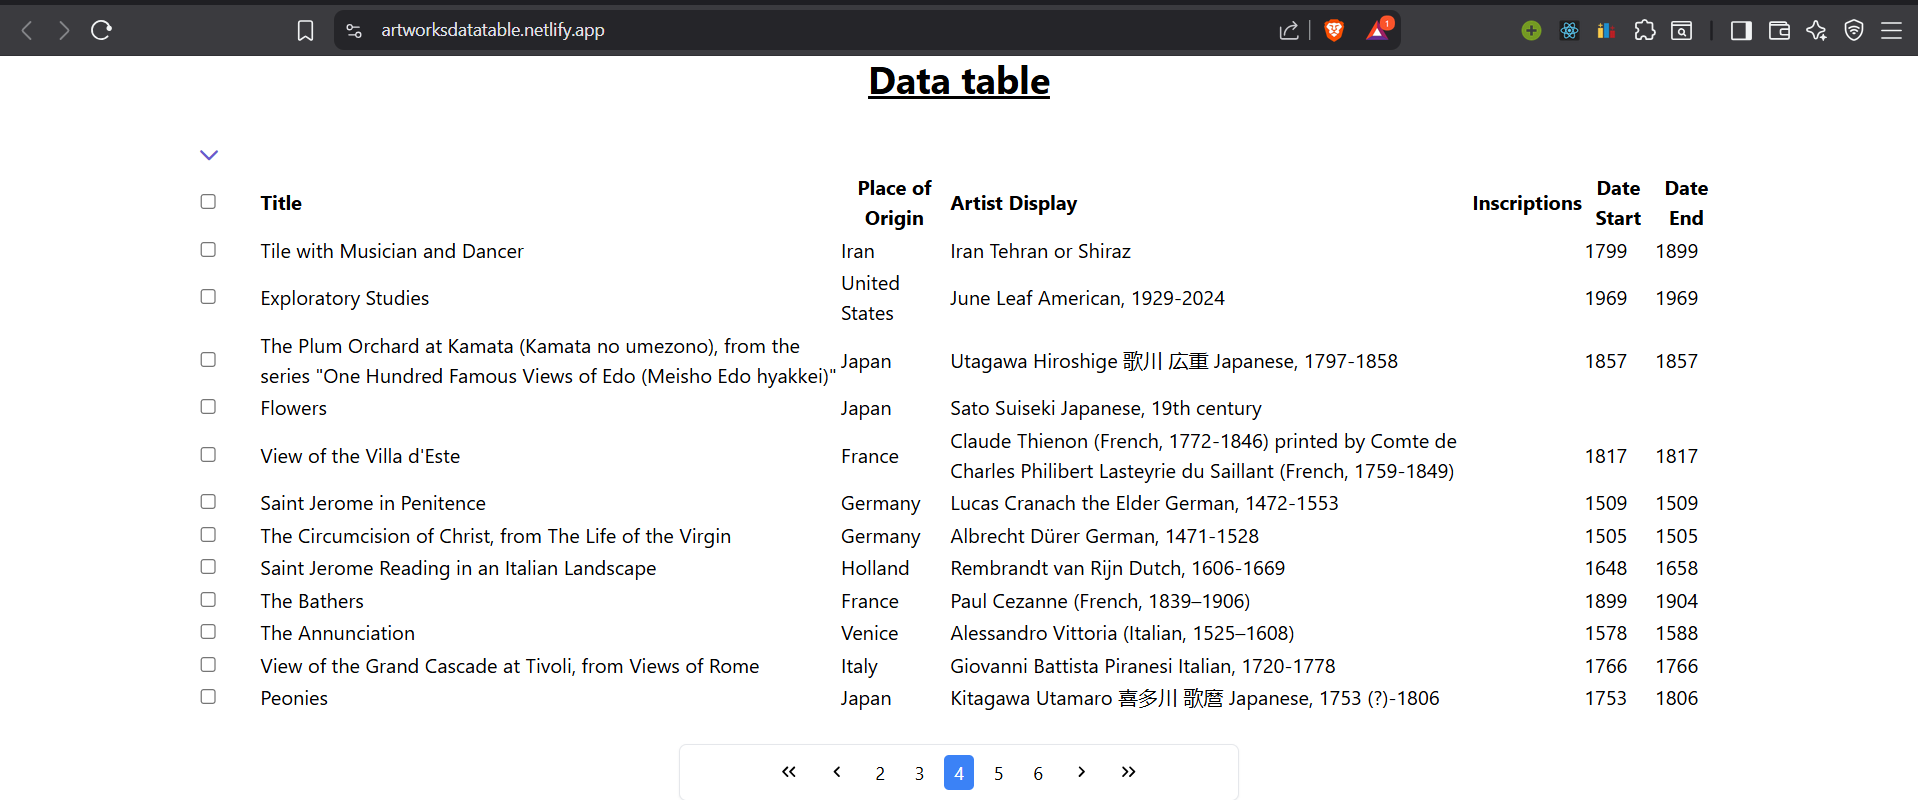 artworksdatatable.netlify.app
1
Data table
Title Place of Origin Artist Display Inscriptions Date Start Date End
Tile with Musician and Dancer Iran Iran Tehran or Shiraz 1799 1899
Exploratory Studies United States June Leaf American, 1929-2024 1969 1969
The Plum Orchard at Kamata (Kamata no umezono), from the
series "One Hundred Famous Views of Edo (Meisho Edo hyakkei)" Japan Utagawa Hiroshige 歌川 広重 Japanese, 1797-1858 1857 1857
Flowers Japan Sato Suiseki Japanese, 19th century
View of the Villa d'Este France Claude Thienon (French, 1772-1846) printed by Comte de
Charles Philibert Lasteyrie du Saillant (French, 1759-1849) 1817 1817
Saint Jerome in Penitence Germany Lucas Cranach the Elder German, 1472-1553 1509 1509
The Circumcision of Christ, from The Life of the Virgin Germany Albrecht Dürer German, 1471-1528 1505 1505
Saint Jerome Reading in an Italian Landscape Holland Rembrandt van Rijn Dutch, 1606-1669 1648 1658
The Bathers France Paul Cezanne (French, 1839–1906) 1899 1904
The Annunciation Venice Alessandro Vittoria (Italian, 1525–1608) 1578 1588
View of the Grand Cascade at Tivoli, from Views of Rome Italy Giovanni Battista Piranesi Italian, 1720-1778 1766 1766
Peonies Japan Kitagawa Utamaro 喜多川 歌麿 Japanese, 1753 (?)-1806 1753 1806
« ‹ 2 3 4 5 6 › »